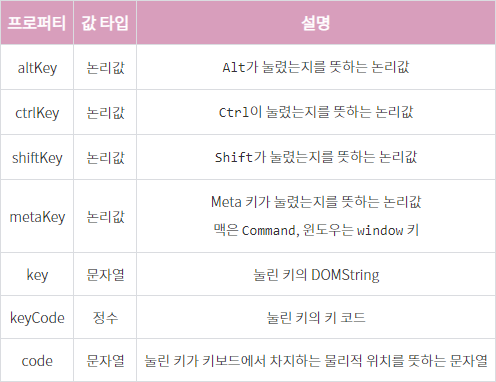 프로퍼티 값 타입 설명
altKey 논리값 Alt가 눌렸는지를 뜻하는 논리값
ctrlKey 논리값 Ctrl이 눌렸는지를 뜻하는 논리값
shiftKey 논리값 Shift가 눌렸는지를 뜻하는 논리값
metaKey 논리값 Meta 키가 눌렸는지를 뜻하는 논리값
맥은 Command, 윈도우는 window 키
key 문자열 눌린 키의 DOMString
keyCode 정수 눌린 키의 키 코드
code 문자열 눌린 키가 키보드에서 차지하는 물리적 위치를 뜻하는 문자열